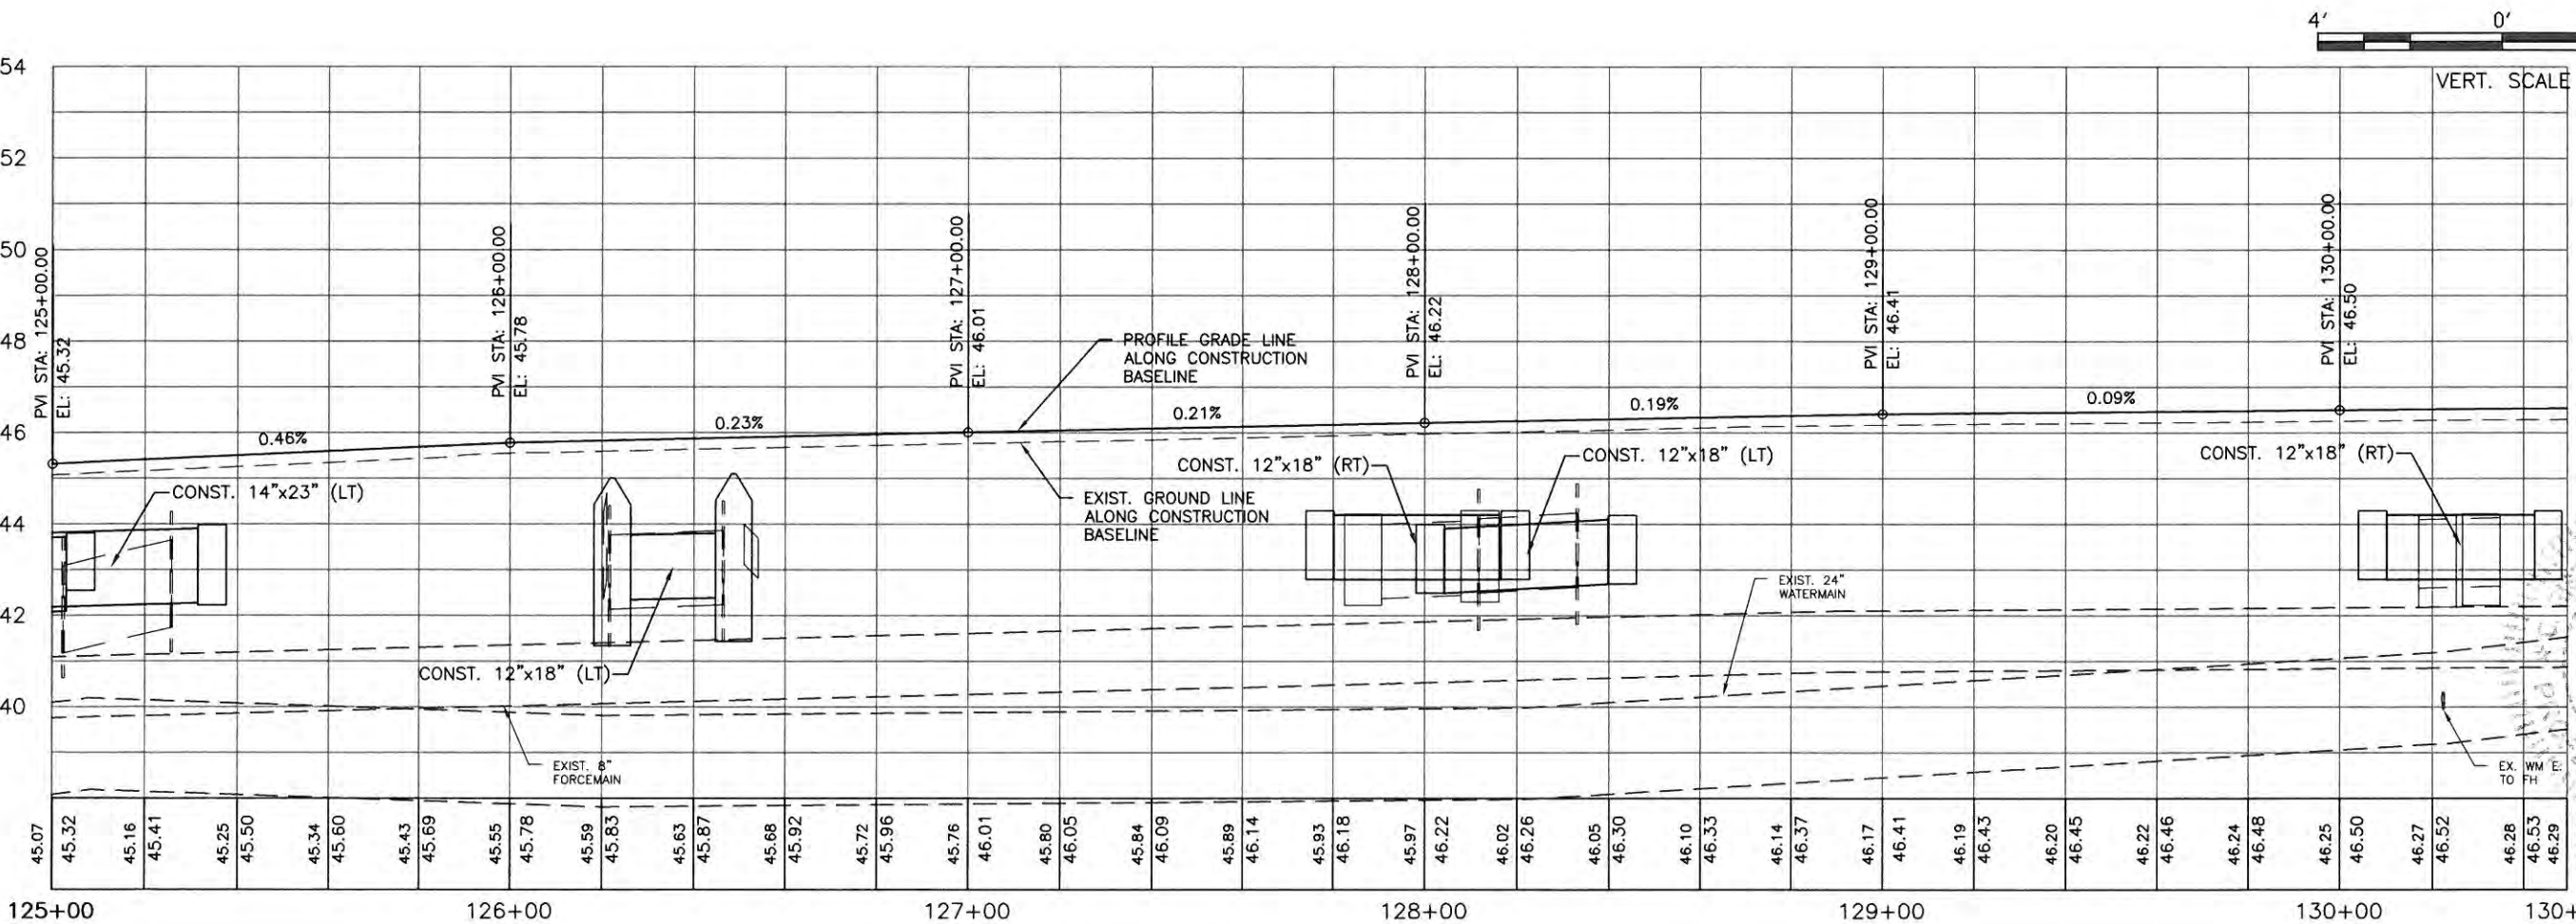 4' 0'
VERT. SCALE
54
52
50
48
46
44
42
40
PVI STA: 125+00.00
EL: 45.32
PVI STA: 126+00.00
EL: 45.78
PVI STA: 127+00.00
EL: 46.01
PVI STA: 128+00.00
EL: 46.22
PVI STA: 129+00.00
EL: 46.41
PVI STA: 130+00.00
EL: 46.50
PROFILE GRADE LINE
ALONG CONSTRUCTION
BASELINE
0.46%
0.23%
0.21%
0.19%
0.09%
CONST. 14"x23" (LT)
EXIST. GROUND LINE
ALONG CONSTRUCTION
BASELINE
CONST. 12"x18" (RT)
CONST. 12"x18" (LT)
CONST. 12"x18" (RT)
EXIST. 24"
WATERMAIN
CONST. 12"x18" (LT)
EXIST. 8"
FORCEMAIN
EX. WM E.
TO FH
45.07
45.32
45.16
45.41
45.25
45.50
45.34
45.60
45.43
45.69
45.55
45.78
45.59
45.83
45.63
45.87
45.68
45.92
45.72
45.96
45.76
46.01
45.80
46.05
45.84
46.09
45.89
46.14
45.93
46.18
45.97
46.22
46.02
46.26
46.05
46.30
46.10
46.33
46.14
46.37
46.17
46.41
46.19
46.43
46.20
46.45
46.22
46.46
46.24
46.48
46.25
46.50
46.27
46.52
46.28
46.53
46.29
125+00 126+00 127+00 128+00 129+00 130+00 130+